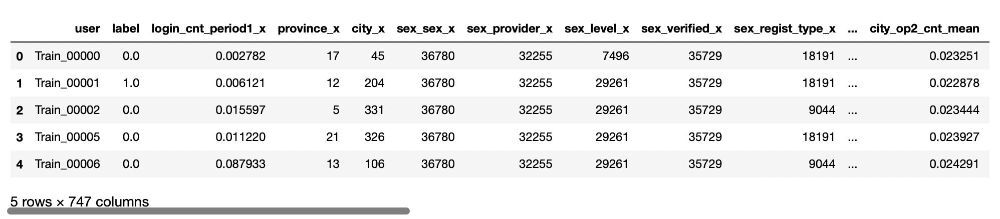 user label login_cnt_period1_x province_x city_x sex_sex_x sex_provider_x sex_level_x sex_verified_x sex_regist_type_x ... city_op2_cnt_mean
0 Train_00000 0.0 0.002782 17 45 36780 32255 7496 35729 18191 ... 0.023251
1 Train_00001 1.0 0.006121 12 204 36780 32255 29261 35729 18191 ... 0.022878
2 Train_00002 0.0 0.015597 5 331 36780 32255 29261 35729 9044 ... 0.023444
3 Train_00005 0.0 0.011220 21 326 36780 32255 29261 35729 18191 ... 0.023927
4 Train_00006 0.0 0.087933 13 106 36780 32255 29261 35729 9044 ... 0.024291
5 rows × 747 columns